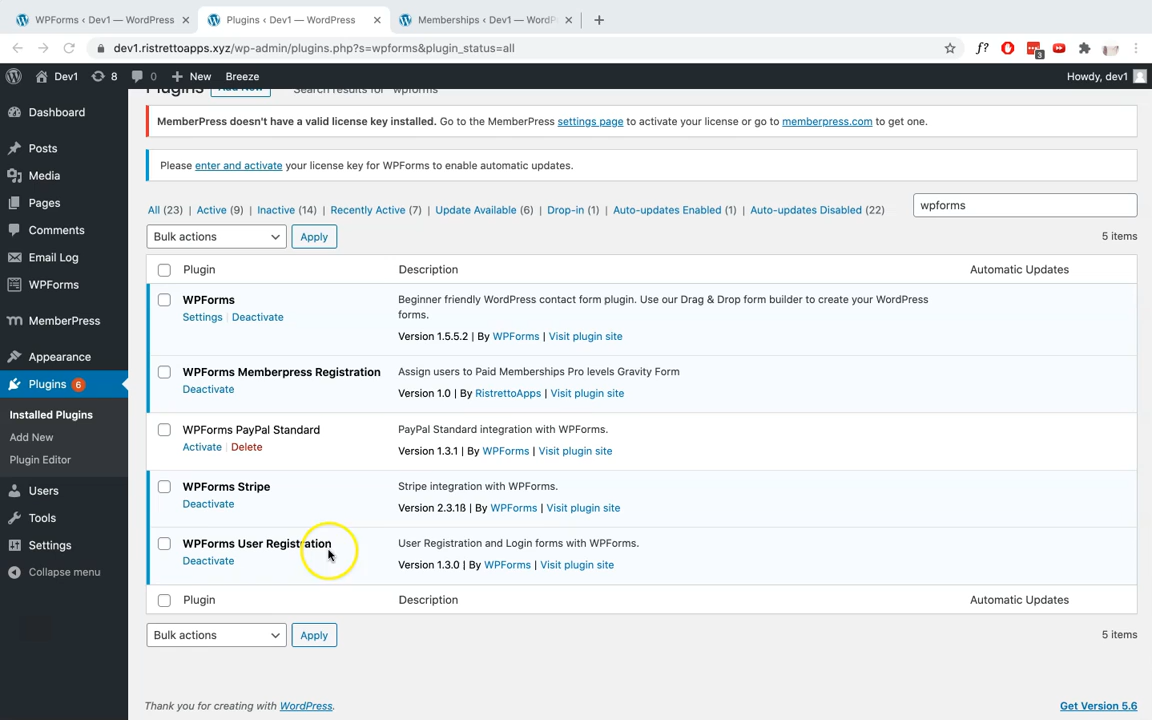 WPForms ‹ Dev1 — WordPress
Plugins ‹ Dev1 — WordPress
Memberships ‹ Dev1 — WordP
dev1.ristrettoapps.xyz/wp-admin/plugins.php?s=wpforms&plugin_status=all
f?
3
Dev1 8 0 New Breeze Howdy, dev1
Plugins Add New Search results for "wpforms"
MemberPress doesn't have a valid license key installed. Go to the MemberPress settings page to activate your license or go to memberpress.com to get one.
Please enter and activate your license key for WPForms to enable automatic updates.
All (23) | Active (9) | Inactive (14) | Recently Active (7) | Update Available (6) | Drop-in (1) | Auto-updates Enabled (1) | Auto-updates Disabled (22)
wpforms
Bulk actions Apply 5 items
Plugin Description Automatic Updates
WPForms
Settings | Deactivate
Beginner friendly WordPress contact form plugin. Use our Drag & Drop form builder to create your WordPress
forms.
Version 1.5.5.2 | By WPForms | Visit plugin site
WPForms Memberpress Registration
Deactivate
Assign users to Paid Memberships Pro levels Gravity Form
Version 1.0 | By RistrettoApps | Visit plugin site
WPForms PayPal Standard
Activate | Delete
PayPal Standard integration with WPForms.
Version 1.3.1 | By WPForms | Visit plugin site
WPForms Stripe
Deactivate
Stripe integration with WPForms.
Version 2.3.1ß | By WPForms | Visit plugin site
WPForms User Registration
Deactivate
User Registration and Login forms with WPForms.
Version 1.3.0 | By WPForms | Visit plugin site
Plugin Description Automatic Updates
Bulk actions Apply 5 items
Thank you for creating with WordPress.
Get Version 5.6
Dashboard
Posts
Media
Pages
Comments
Email Log
WPForms
MemberPress
Appearance
Plugins 6
Installed Plugins
Add New
Plugin Editor
Users
Tools
Settings
Collapse menu